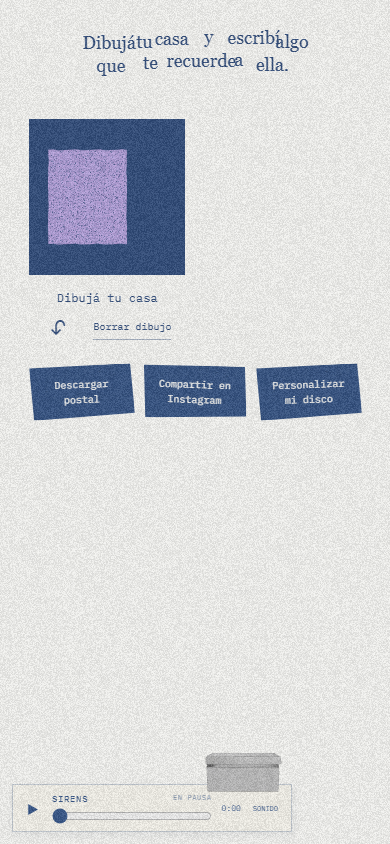 Dibujá tu casa y escribí algo
que te recuerde a ella.
Dibujá tu casa
Borrar dibujo
Descargar
postal
Compartir en
Instagram
Personalizar
mi disco
SIRENS
EN PAUSA
0:00
SONIDO